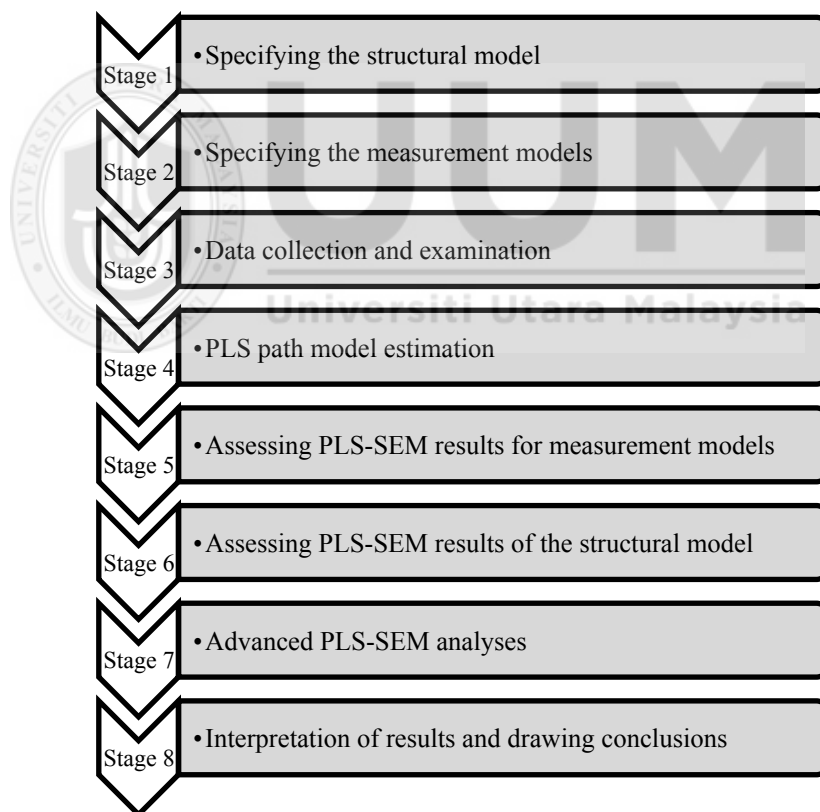 Stage 1
•Specifying the structural model
Stage 2
•Specifying the measurement models
Stage 3
•Data collection and examination
Stage 4
•PLS path model estimation
Stage 5
•Assessing PLS-SEM results for measurement models
Stage 6
•Assessing PLS-SEM results of the structural model
Stage 7
•Advanced PLS-SEM analyses
Stage 8
•Interpretation of results and drawing conclusions
UUM
Universiti Utara Malaysia